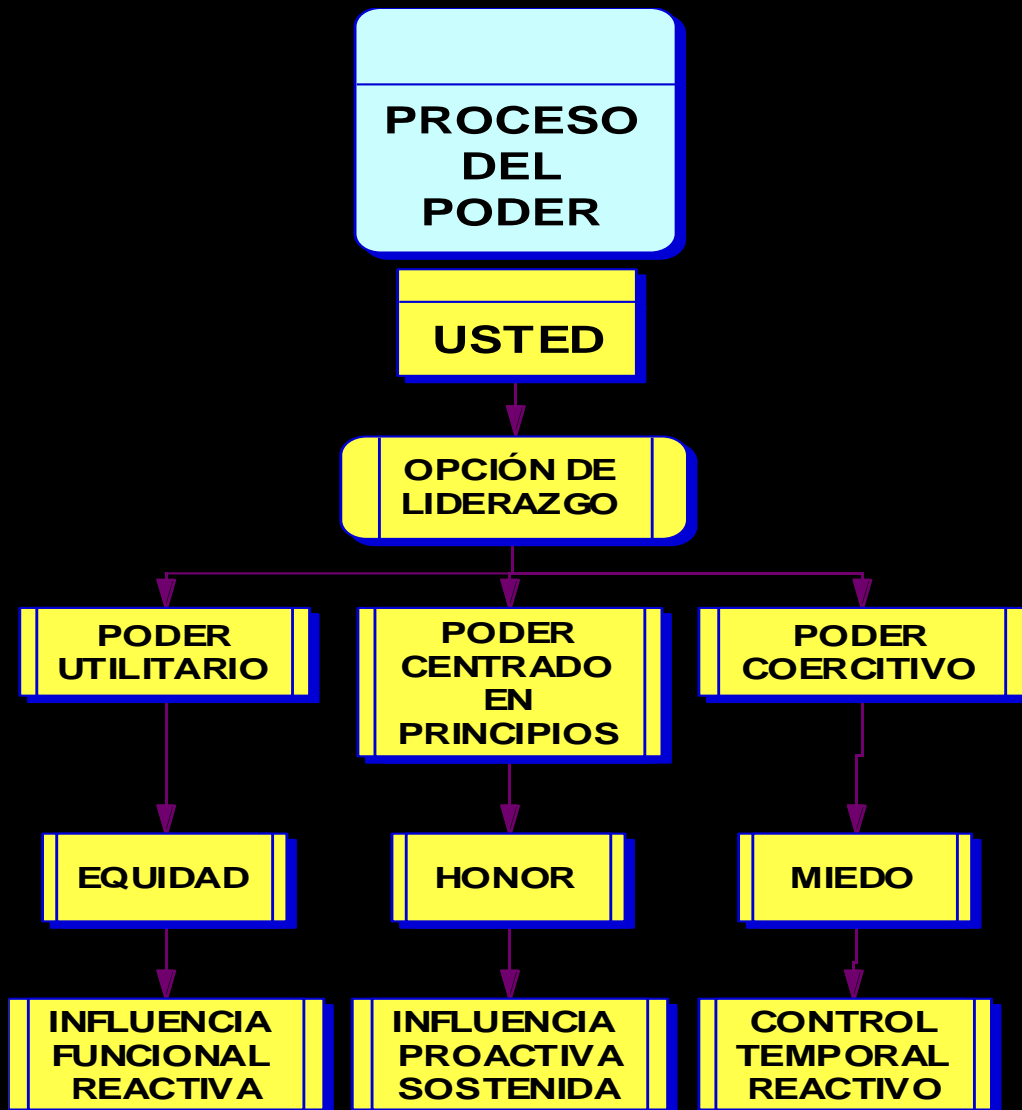 PROCESO
DEL
PODER
USTED
OPCIÓN DE
LIDERAZGO
PODER
UTILITARIO
PODER
CENTRADO
EN
PRINCIPIOS
PODER
COERCITIVO
EQUIDAD
HONOR
MIEDO
INFLUENCIA
FUNCIONAL
REACTIVA
INFLUENCIA
PROACTIVA
SOSTENIDA
CONTROL
TEMPORAL
REACTIVO